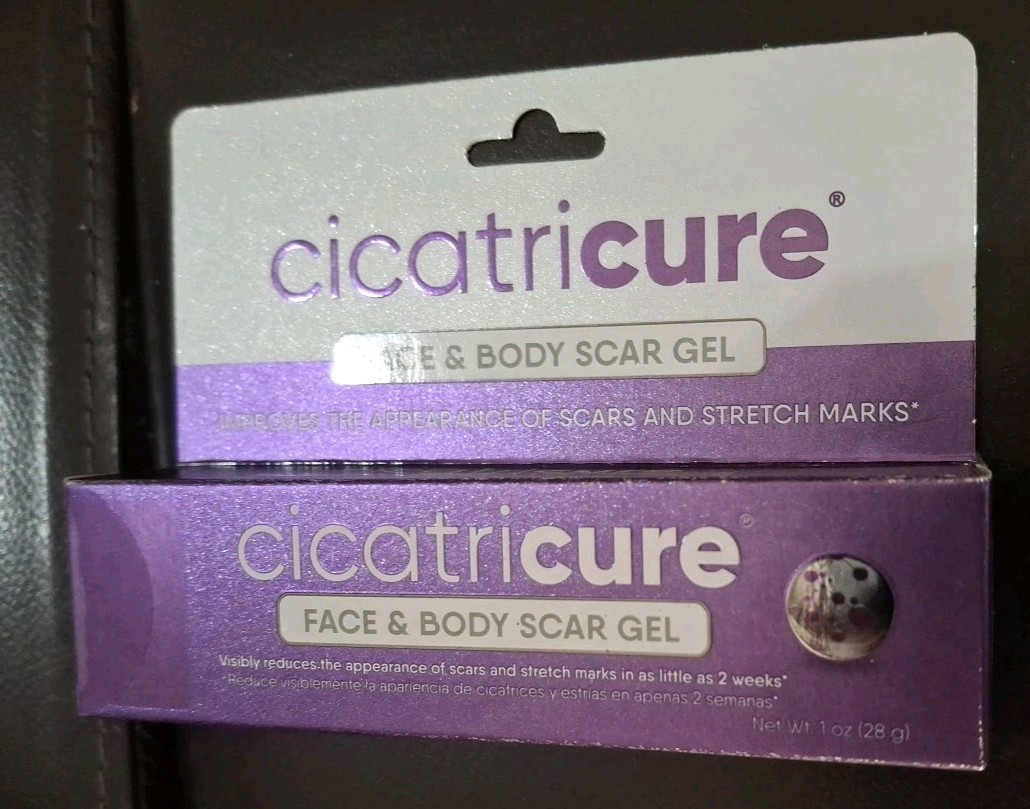 cicatricure®
FACE & BODY SCAR GEL
IMPROVES THE APPEARANCE OF SCARS AND STRETCH MARKS*
cicatricure®
FACE & BODY SCAR GEL
Visibly reduces the appearance of scars and stretch marks in as little as 2 weeks*
*Reduce visiblemente la apariencia de cicatrices y estrías en apenas 2 semanas*
Net Wt. 1 oz (28 g)